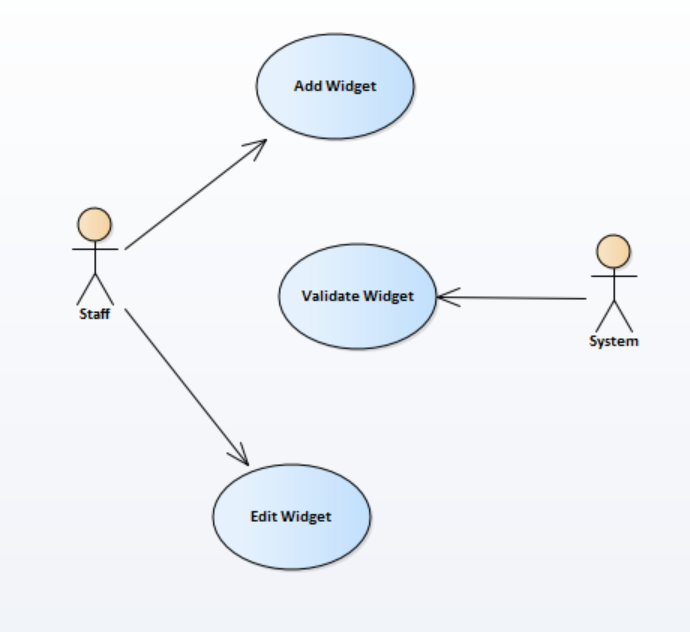 Add Widget
Staff
Validate Widget
System
Edit Widget